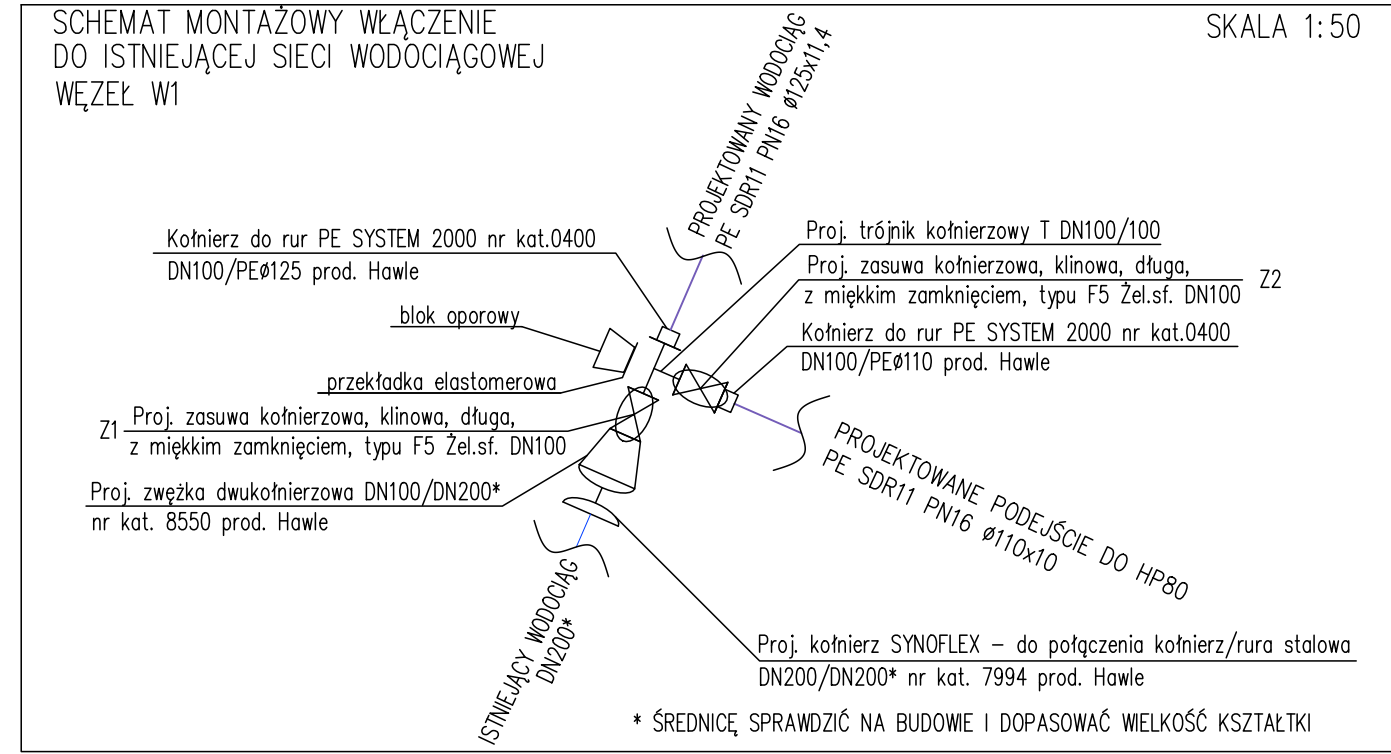 SCHEMAT MONTAŻOWY WŁĄCZENIE
DO ISTNIEJĄCEJ SIECI WODOCIĄGOWEJ
WĘZEŁ W1
SKALA 1:50
PROJEKTOWANY WODOCIĄG
PE SDR11 PN16 ø125x11,4
Kołnierz do rur PE SYSTEM 2000 nr kat.0400
DN100/PEø125 prod. Hawle
blok oporowy
przekładka elastomerowa
Z1
Proj. zasuwa kołnierzowa, klinowa, długa,
z miękkim zamknięciem, typu F5 Żel.sf. DN100
Proj. zwężka dwukołnierzowa DN100/DN200*
nr kat. 8550 prod. Hawle
Proj. trójnik kołnierzowy T DN100/100
Proj. zasuwa kołnierzowa, klinowa, długa,
z miękkim zamknięciem, typu F5 Żel.sf. DN100
Z2
Kołnierz do rur PE SYSTEM 2000 nr kat.0400
DN100/PEø110 prod. Hawle
PROJEKTOWANE PODEJŚCIE DO HP80
PE SDR11 PN16 ø110x10
ISTNIEJĄCY WODOCIĄG
DN200*
Proj. kołnierz SYNOFLEX – do połączenia kołnierz/rura stalowa
DN200/DN200* nr kat. 7994 prod. Hawle
* ŚREDNICĘ SPRAWDZIĆ NA BUDOWIE I DOPASOWAĆ WIELKOŚĆ KSZTAŁTKI